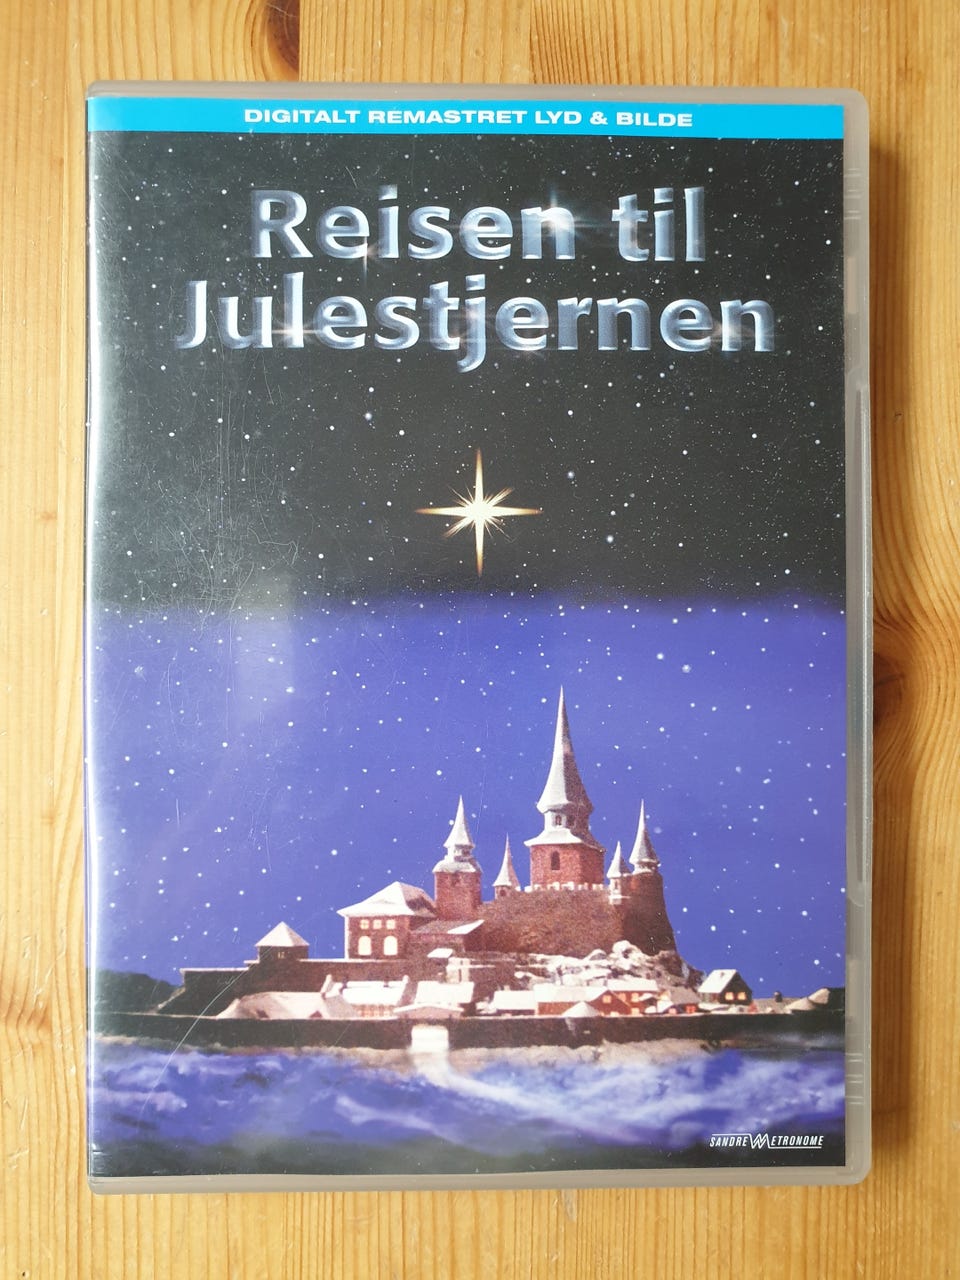 DIGITALT REMASTRET LYD & BILDE
Reisen til
Julestjernen
SANDREW METRONOME